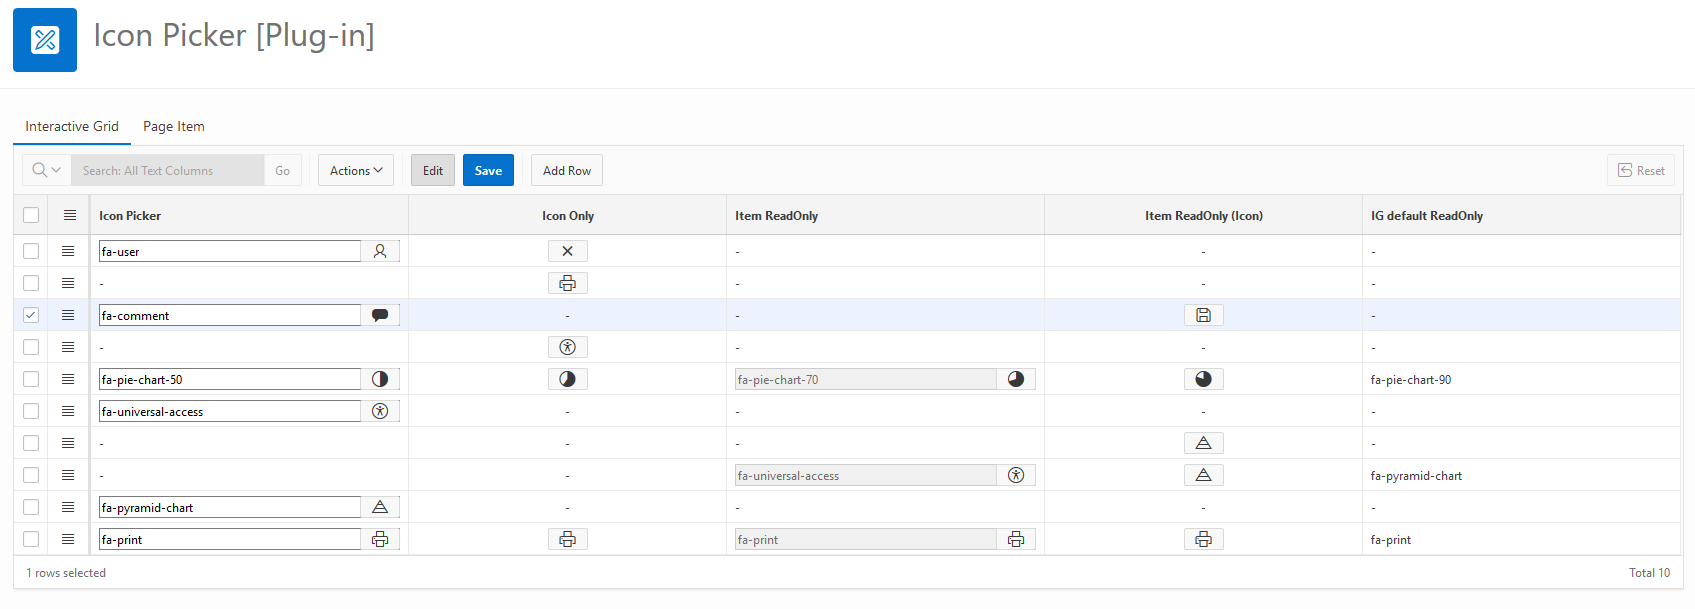 Icon Picker [Plug-in]
Interactive Grid Page Item
Search: All Text Columns Go Actions Edit Save Add Row Reset
Icon Picker Icon Only Item ReadOnly Item ReadOnly (Icon) IG default ReadOnly
fa-user - - -
- - - -
fa-comment - - -
- - - -
fa-pie-chart-50 fa-pie-chart-70 fa-pie-chart-90
fa-universal-access - - - -
- - - -
- - fa-universal-access fa-pyramid-chart
fa-pyramid-chart - - - -
fa-print fa-print fa-print
1 rows selected Total 10